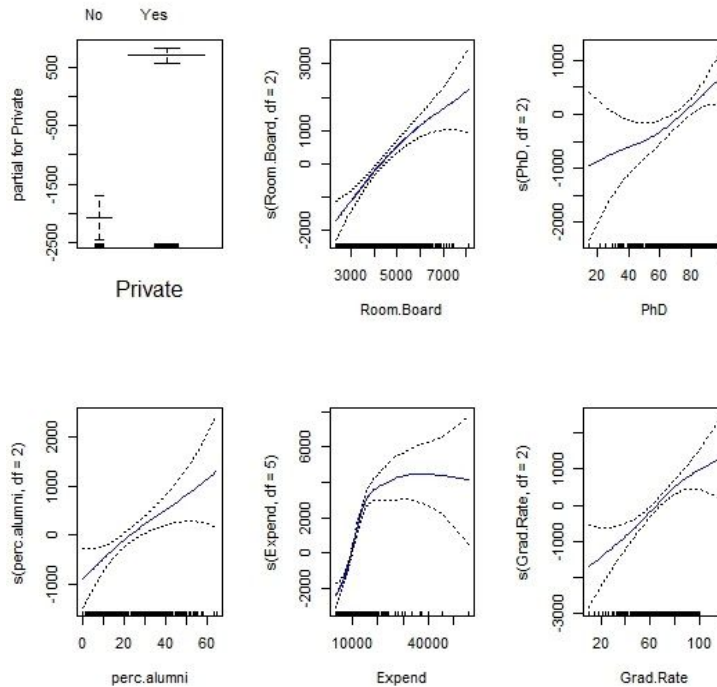 No Yes
partial for Private
-2500 -1500 -500 500
Private
s(Room.Board, df = 2)
-2000 0 1000 3000
3000 5000 7000
Room.Board
s(PhD, df = 2)
-2000 -1000 0 1000
20 40 60 80
PhD
s(perc.alumni, df = 2)
-1000 0 1000 2000
0 20 40 60
perc.alumni
s(Expend, df = 5)
-2000 0 2000 6000
10000 40000
Expend
s(Grad.Rate, df = 2)
-3000 -1000 0 1000
20 60 100
Grad.Rate